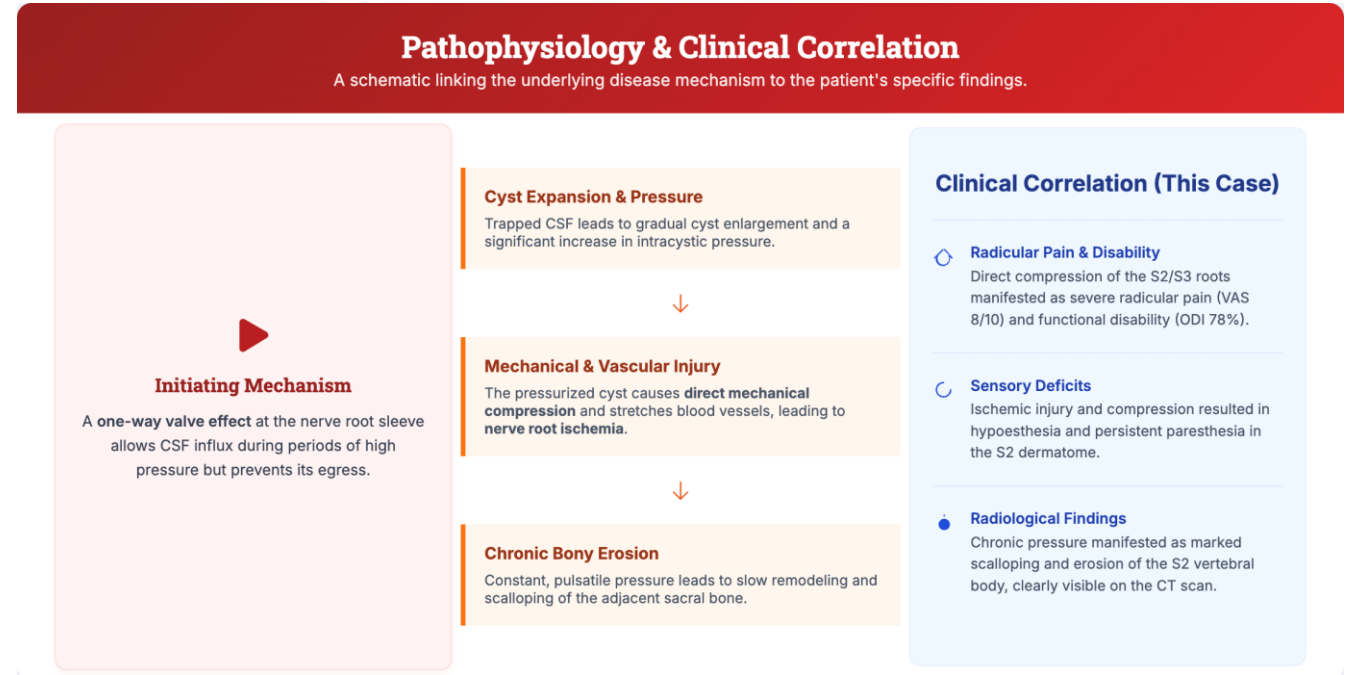 Pathophysiology & Clinical Correlation
A schematic linking the underlying disease mechanism to the patient's specific findings.
Initiating Mechanism
A one-way valve effect at the nerve root sleeve
allows CSF influx during periods of high
pressure but prevents its egress.
Cyst Expansion & Pressure
Trapped CSF leads to gradual cyst enlargement and a
significant increase in intracystic pressure.
Mechanical & Vascular Injury
The pressurized cyst causes direct mechanical
compression and stretches blood vessels, leading to
nerve root ischemia.
Chronic Bony Erosion
Constant, pulsatile pressure leads to slow remodeling and
scalloping of the adjacent sacral bone.
Clinical Correlation (This Case)
Radicular Pain & Disability
Direct compression of the S2/S3 roots
manifested as severe radicular pain (VAS
8/10) and functional disability (ODI 78%).
Sensory Deficits
Ischemic injury and compression resulted in
hypoesthesia and persistent paresthesia in
the S2 dermatome.
Radiological Findings
Chronic pressure manifested as marked
scalloping and erosion of the S2 vertebral
body, clearly visible on the CT scan.